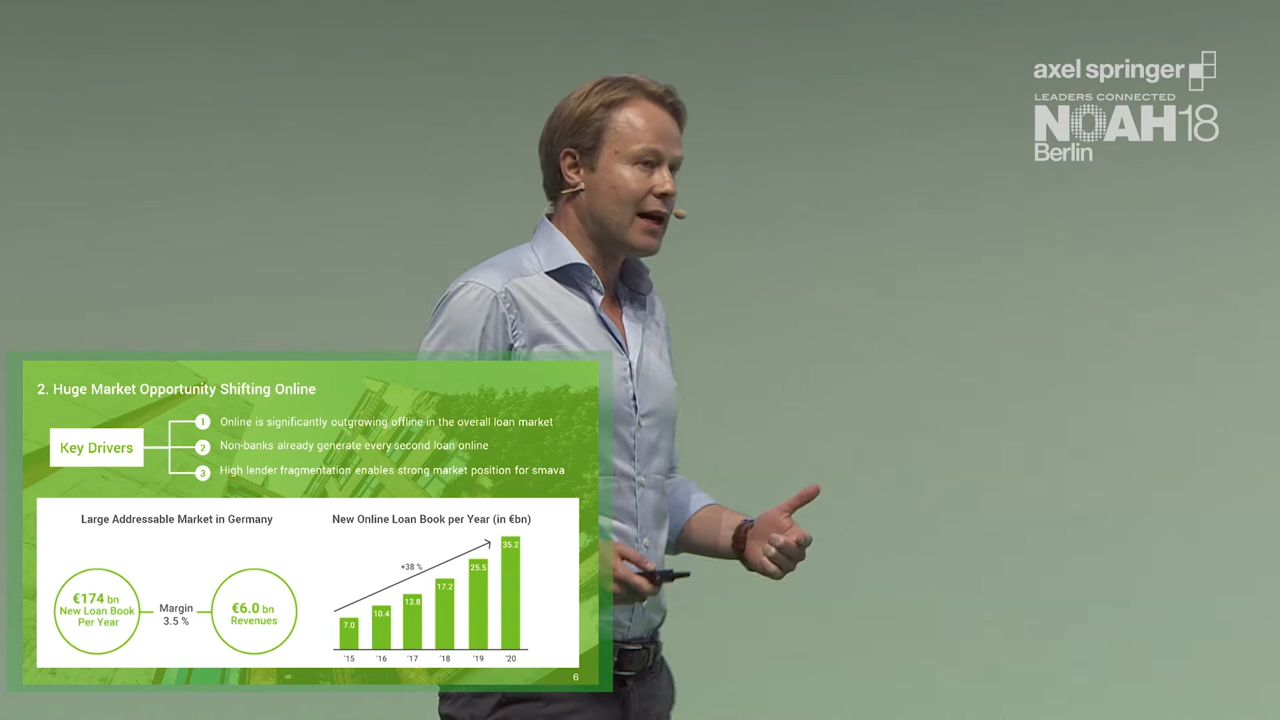 axel springer
LEADERS CONNECTED
NOAH18
Berlin
2. Huge Market Opportunity Shifting Online
Key Drivers
1 Online is significantly outgrowing offline in the overall loan market
2 Non-banks already generate every second loan online
3 High lender fragmentation enables strong market position for smava
Large Addressable Market in Germany
€174 bn
New Loan Book
Per Year
Margin
3.5 %
€6.0 bn
Revenues
New Online Loan Book per Year (in €bn)
+38 %
7.0 10.4 13.8 17.2 25.5 35.2
'15 '16 '17 '18 '19 '20
6